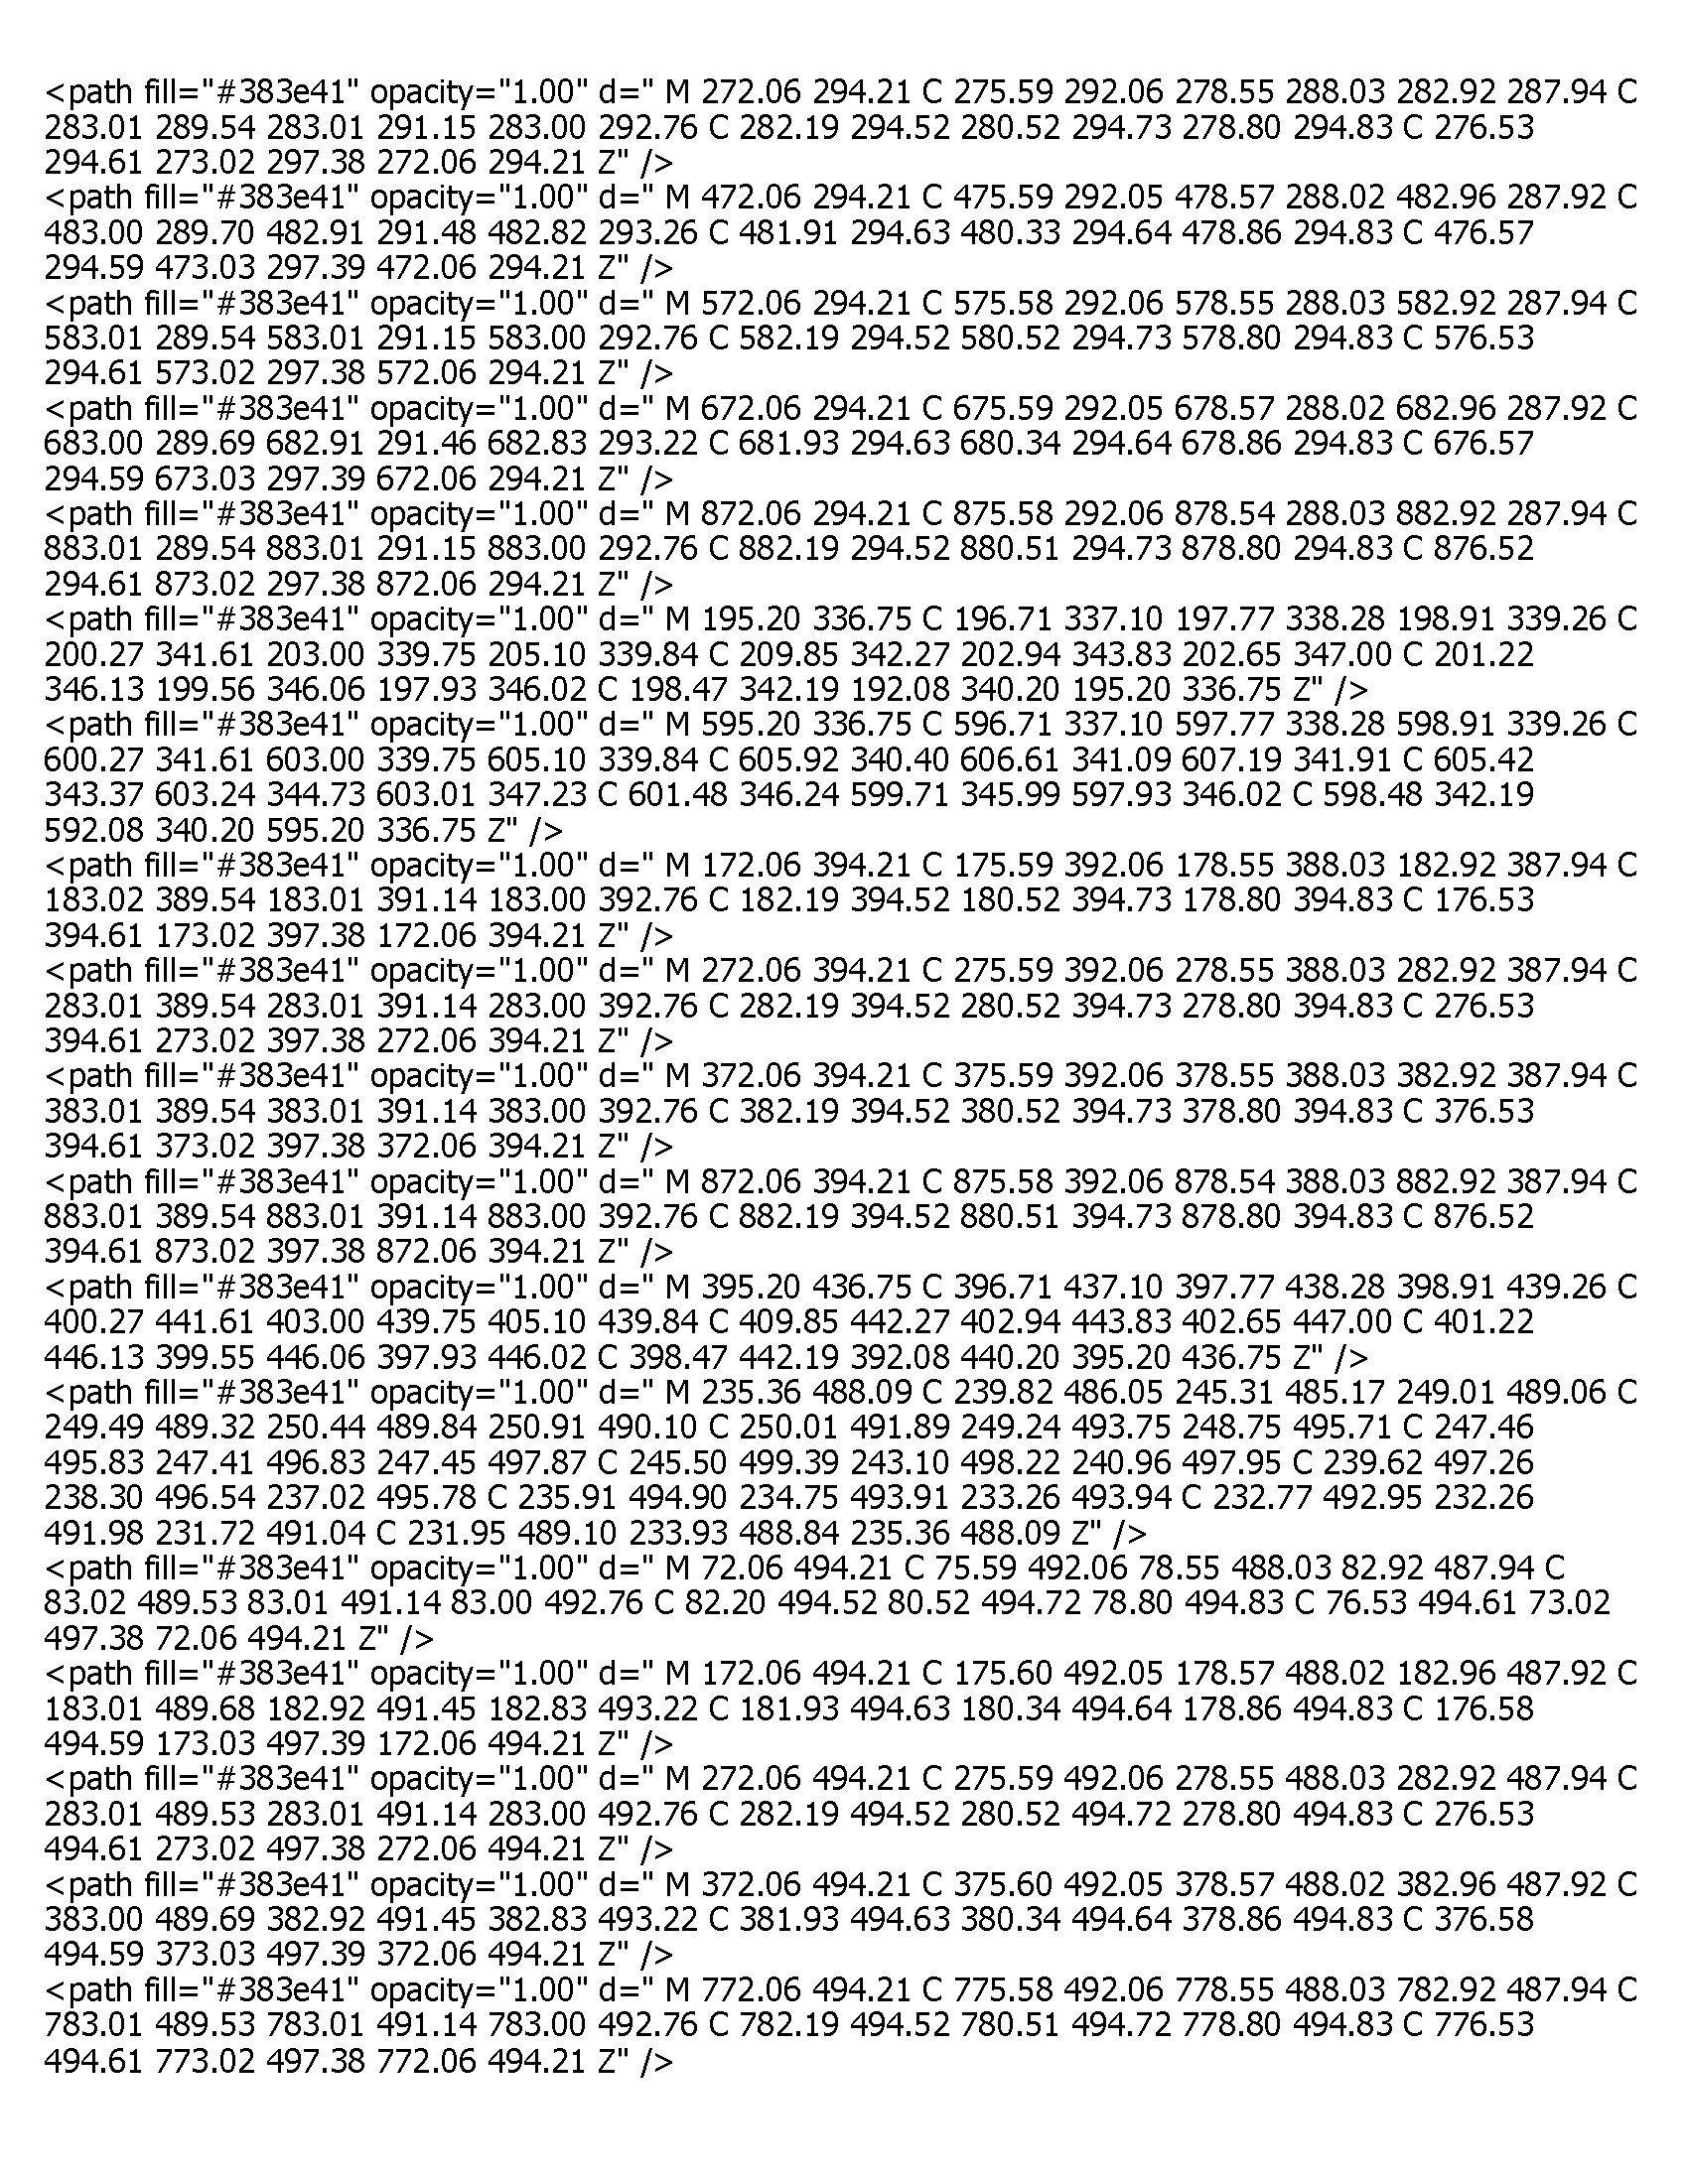 <path fill="#383e41" opacity="1.00" d=" M 272.06 294.21 C 275.59 292.06 278.55 288.03 282.92 287.94 C
283.01 289.54 283.01 291.15 283.00 292.76 C 282.19 294.52 280.52 294.73 278.80 294.83 C 276.53
294.61 273.02 297.38 272.06 294.21 Z" />
<path fill="#383e41" opacity="1.00" d=" M 472.06 294.21 C 475.59 292.05 478.57 288.02 482.96 287.92 C
483.00 289.70 482.91 291.48 482.82 293.26 C 481.91 294.63 480.33 294.64 478.86 294.83 C 476.57
294.59 473.03 297.39 472.06 294.21 Z" />
<path fill="#383e41" opacity="1.00" d=" M 572.06 294.21 C 575.58 292.06 578.55 288.03 582.92 287.94 C
583.01 289.54 583.01 291.15 583.00 292.76 C 582.19 294.52 580.52 294.73 578.80 294.83 C 576.53
294.61 573.02 297.38 572.06 294.21 Z" />
<path fill="#383e41" opacity="1.00" d=" M 672.06 294.21 C 675.59 292.05 678.57 288.02 682.96 287.92 C
683.00 289.69 682.91 291.46 682.83 293.22 C 681.93 294.63 680.34 294.64 678.86 294.83 C 676.57
294.59 673.03 297.39 672.06 294.21 Z" />
<path fill="#383e41" opacity="1.00" d=" M 872.06 294.21 C 875.58 292.06 878.54 288.03 882.92 287.94 C
883.01 289.54 883.01 291.15 883.00 292.76 C 882.19 294.52 880.51 294.73 878.80 294.83 C 876.52
294.61 873.02 297.38 872.06 294.21 Z" />
<path fill="#383e41" opacity="1.00" d=" M 195.20 336.75 C 196.71 337.10 197.77 338.28 198.91 339.26 C
200.27 341.61 203.00 339.75 205.10 339.84 C 209.85 342.27 202.94 343.83 202.65 347.00 C 201.22
346.13 199.56 346.06 197.93 346.02 C 198.47 342.19 192.08 340.20 195.20 336.75 Z" />
<path fill="#383e41" opacity="1.00" d=" M 595.20 336.75 C 596.71 337.10 597.77 338.28 598.91 339.26 C
600.27 341.61 603.00 339.75 605.10 339.84 C 605.92 340.40 606.61 341.09 607.19 341.91 C 605.42
343.37 603.24 344.73 603.01 347.23 C 601.48 346.24 599.71 345.99 597.93 346.02 C 598.48 342.19
592.08 340.20 595.20 336.75 Z" />
<path fill="#383e41" opacity="1.00" d=" M 172.06 394.21 C 175.59 392.06 178.55 388.03 182.92 387.94 C
183.02 389.54 183.01 391.14 183.00 392.76 C 182.19 394.52 180.52 394.73 178.80 394.83 C 176.53
394.61 173.02 397.38 172.06 394.21 Z" />
<path fill="#383e41" opacity="1.00" d=" M 272.06 394.21 C 275.59 392.06 278.55 388.03 282.92 387.94 C
283.01 389.54 283.01 391.14 283.00 392.76 C 282.19 394.52 280.52 394.73 278.80 394.83 C 276.53
394.61 273.02 397.38 272.06 394.21 Z" />
<path fill="#383e41" opacity="1.00" d=" M 372.06 394.21 C 375.59 392.06 378.55 388.03 382.92 387.94 C
383.01 389.54 383.01 391.14 383.00 392.76 C 382.19 394.52 380.52 394.73 378.80 394.83 C 376.53
394.61 373.02 397.38 372.06 394.21 Z" />
<path fill="#383e41" opacity="1.00" d=" M 872.06 394.21 C 875.58 392.06 878.54 388.03 882.92 387.94 C
883.01 389.54 883.01 391.14 883.00 392.76 C 882.19 394.52 880.51 394.73 878.80 394.83 C 876.52
394.61 873.02 397.38 872.06 394.21 Z" />
<path fill="#383e41" opacity="1.00" d=" M 395.20 436.75 C 396.71 437.10 397.77 438.28 398.91 439.26 C
400.27 441.61 403.00 439.75 405.10 439.84 C 409.85 442.27 402.94 443.83 402.65 447.00 C 401.22
446.13 399.55 446.06 397.93 446.02 C 398.47 442.19 392.08 440.20 395.20 436.75 Z" />
<path fill="#383e41" opacity="1.00" d=" M 235.36 488.09 C 239.82 486.05 245.31 485.17 249.01 489.06 C
249.49 489.32 250.44 489.84 250.91 490.10 C 250.01 491.89 249.24 493.75 248.75 495.71 C 247.46
495.83 247.41 496.83 247.45 497.87 C 245.50 499.39 243.10 498.22 240.96 497.95 C 239.62 497.26
238.30 496.54 237.02 495.78 C 235.91 494.90 234.75 493.91 233.26 493.94 C 232.77 492.95 232.26
491.98 231.72 491.04 C 231.95 489.10 233.93 488.84 235.36 488.09 Z" />
<path fill="#383e41" opacity="1.00" d=" M 72.06 494.21 C 75.59 492.06 78.55 488.03 82.92 487.94 C
83.02 489.53 83.01 491.14 83.00 492.76 C 82.20 494.52 80.52 494.72 78.80 494.83 C 76.53 494.61 73.02
497.38 72.06 494.21 Z" />
<path fill="#383e41" opacity="1.00" d=" M 172.06 494.21 C 175.60 492.05 178.57 488.02 182.96 487.92 C
183.01 489.68 182.92 491.45 182.83 493.22 C 181.93 494.63 180.34 494.64 178.86 494.83 C 176.58
494.59 173.03 497.39 172.06 494.21 Z" />
<path fill="#383e41" opacity="1.00" d=" M 272.06 494.21 C 275.59 492.06 278.55 488.03 282.92 487.94 C
283.01 489.53 283.01 491.14 283.00 492.76 C 282.19 494.52 280.52 494.72 278.80 494.83 C 276.53
494.61 273.02 497.38 272.06 494.21 Z" />
<path fill="#383e41" opacity="1.00" d=" M 372.06 494.21 C 375.60 492.05 378.57 488.02 382.96 487.92 C
383.00 489.69 382.92 491.45 382.83 493.22 C 381.93 494.63 380.34 494.64 378.86 494.83 C 376.58
494.59 373.03 497.39 372.06 494.21 Z" />
<path fill="#383e41" opacity="1.00" d=" M 772.06 494.21 C 775.58 492.06 778.55 488.03 782.92 487.94 C
783.01 489.53 783.01 491.14 783.00 492.76 C 782.19 494.52 780.51 494.72 778.80 494.83 C 776.53
494.61 773.02 497.38 772.06 494.21 Z" />